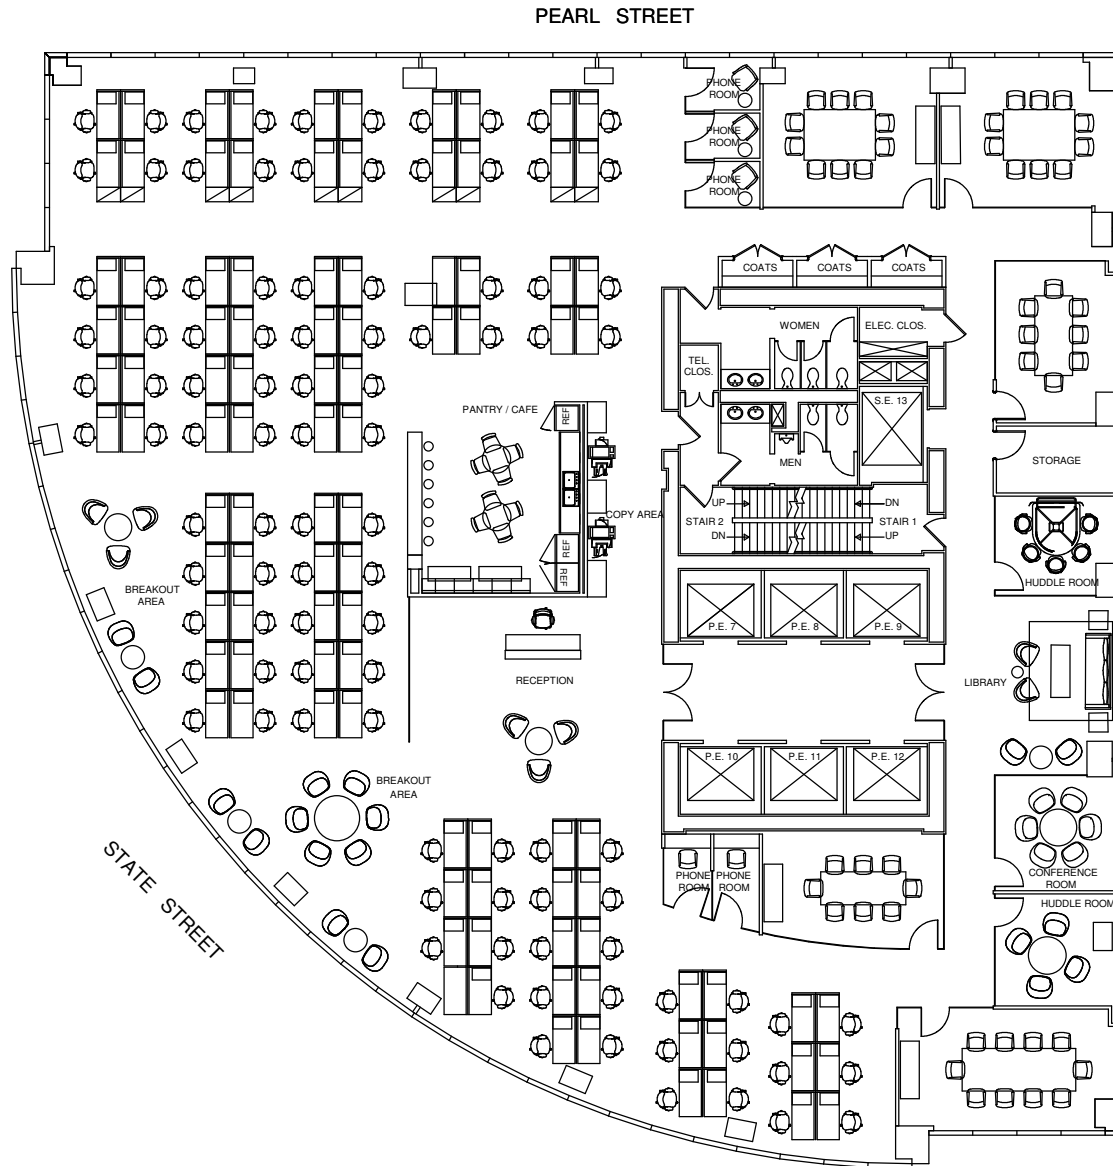 PEARL STREET
PHONE
ROOM
PHONE
ROOM
PHONE
ROOM
COATS
COATS
COATS
WOMEN
ELEC. CLOS.
TEL.
CLOS.
S.E. 13
PANTRY / CAFE
REF
MEN
STORAGE
UP
DN
COPY AREA
STAIR 2
STAIR 1
DN
UP
REF
REF
HUDDLE ROOM
BREAKOUT
AREA
P.E. 7
P.E. 8
P.E. 9
RECEPTION
LIBRARY
P.E. 10
P.E. 11
P.E. 12
BREAKOUT
AREA
STATE STREET
PHONE
ROOM
PHONE
ROOM
CONFERENCE
ROOM
HUDDLE ROOM